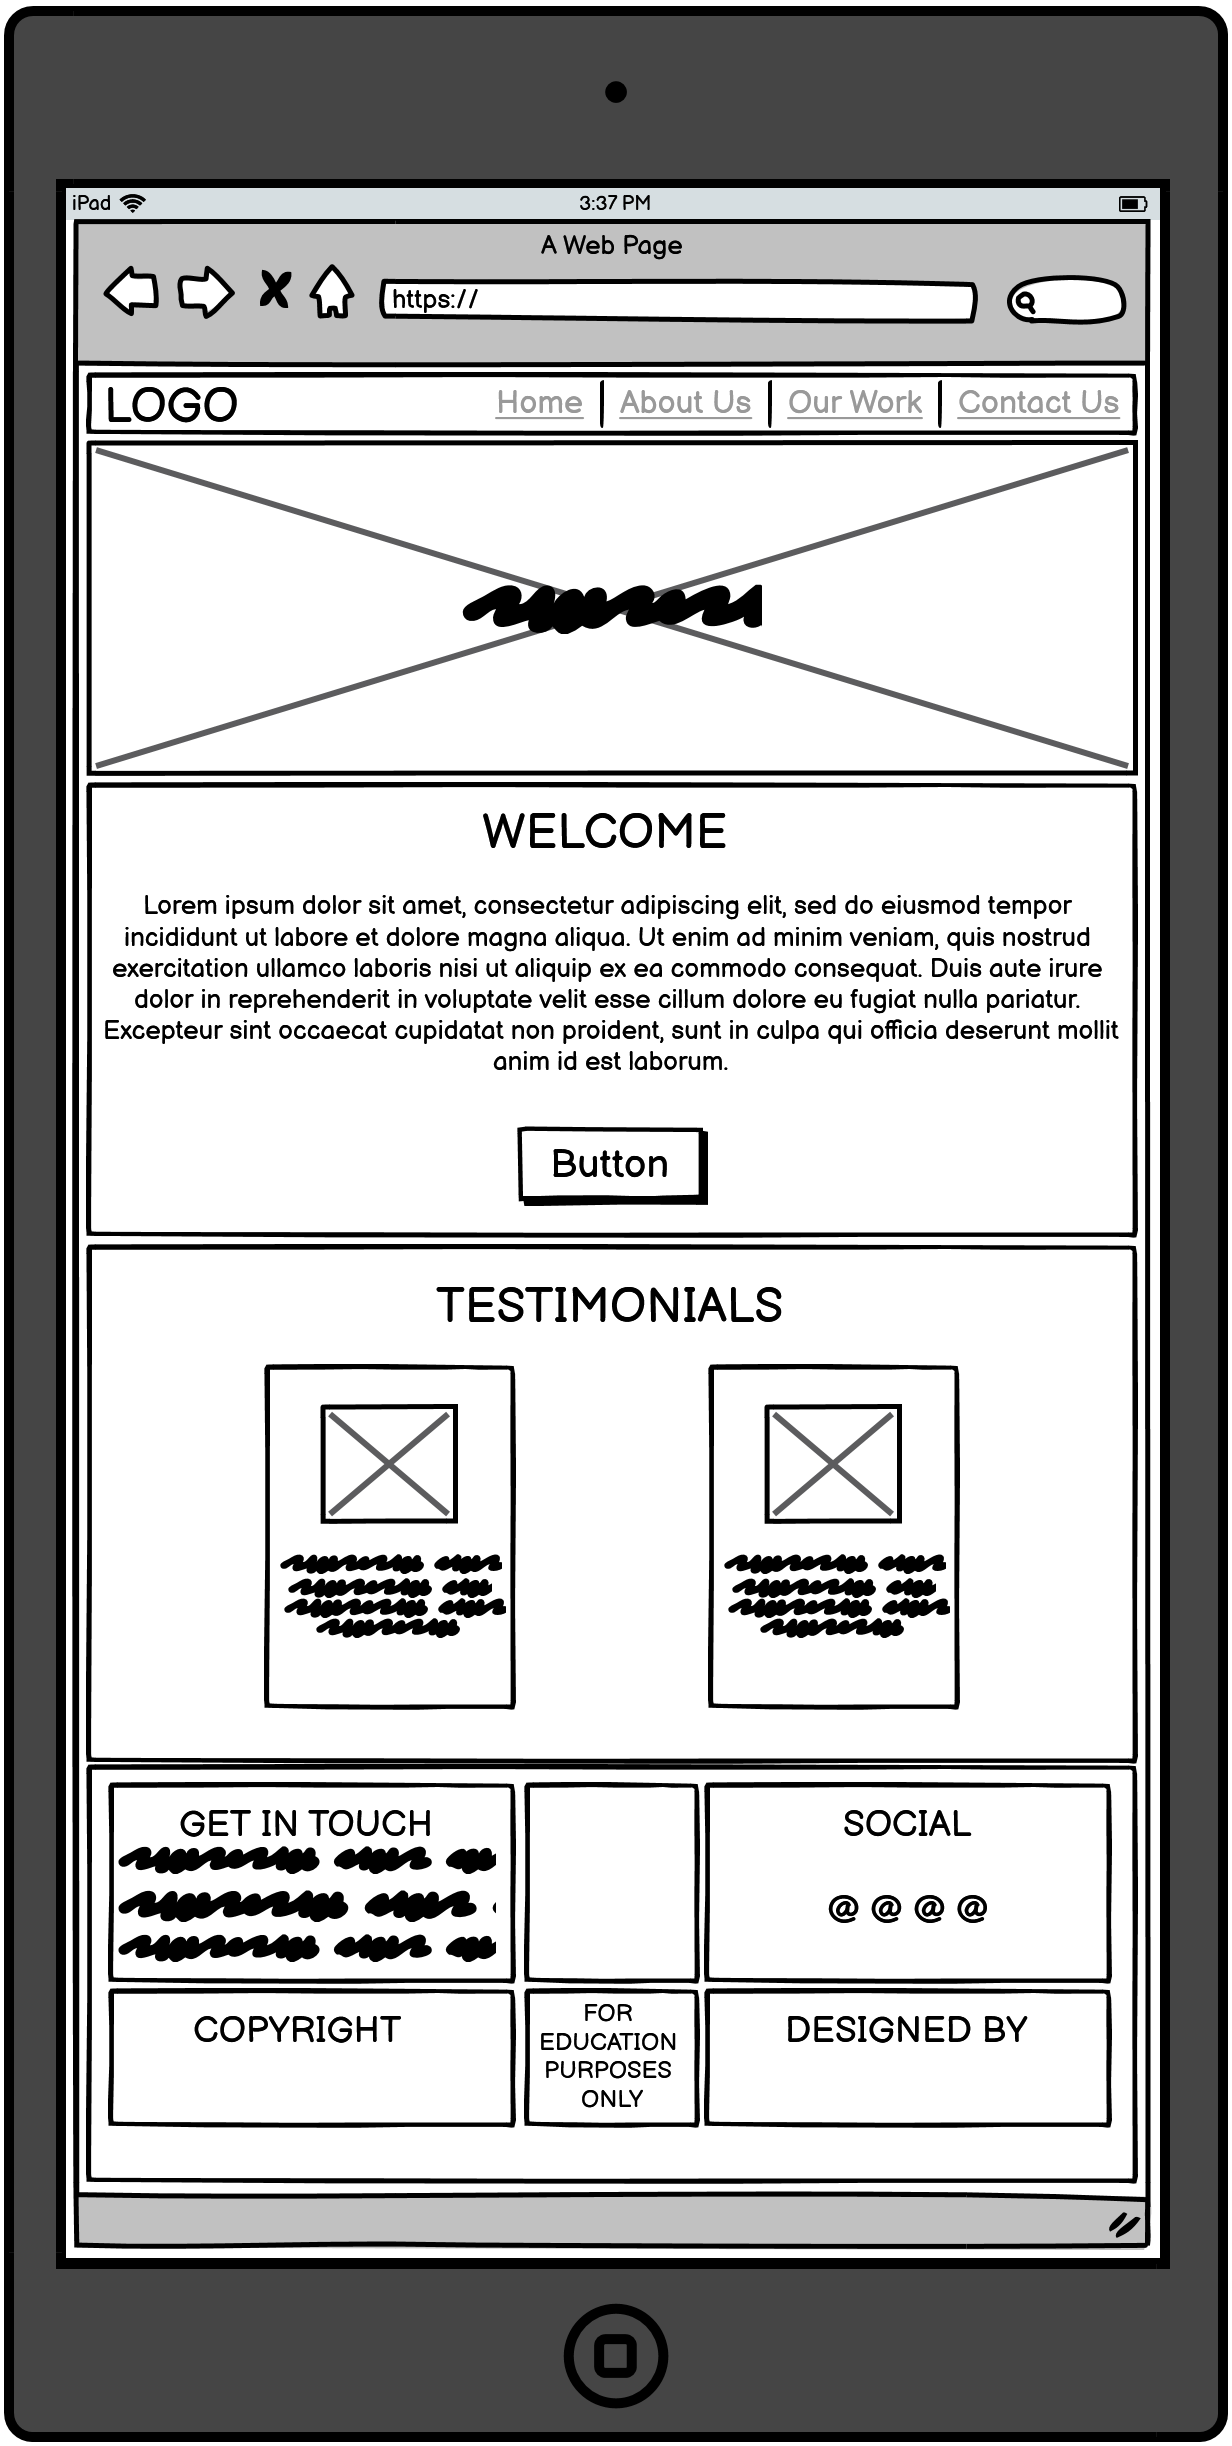 iPad 3:37 PM
A Web Page
https://
LOGO Home About Us Our Work Contact Us
WELCOME
Lorem ipsum dolor sit amet, consectetur adipiscing elit, sed do eiusmod tempor
incididunt ut labore et dolore magna aliqua. Ut enim ad minim veniam, quis nostrud
exercitation ullamco laboris nisi ut aliquip ex ea commodo consequat. Duis aute irure
dolor in reprehenderit in voluptate velit esse cillum dolore eu fugiat nulla pariatur.
Excepteur sint occaecat cupidatat non proident, sunt in culpa qui officia deserunt mollit
anim id est laborum.
Button
TESTIMONIALS
GET IN TOUCH
SOCIAL
@ @ @ @
COPYRIGHT
FOR
EDUCATION
PURPOSES
ONLY
DESIGNED BY